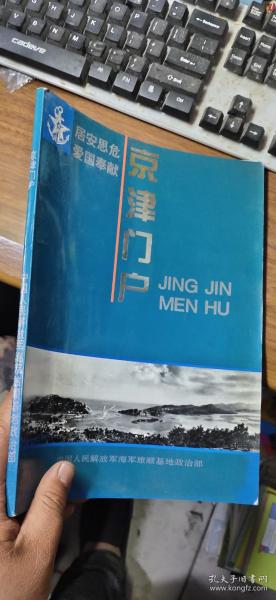 cadeve
居安思危
爱国奉献
京津门户
JING JIN
MEN HU
中国人民解放军海军旅顺基地政治部
京津门户
孔夫子旧书网